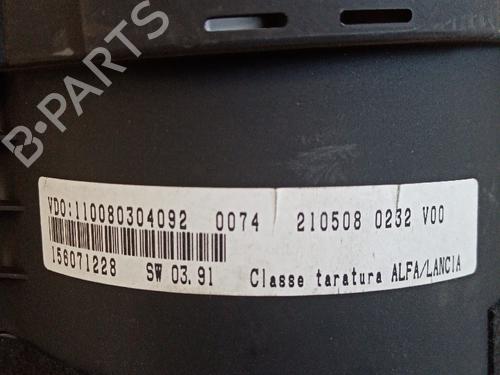 B-PARTS
VDO:110080304092 0074 210508 0232 V00
156071228 SW 03.91 Classe taratura ALFA/LANCIA